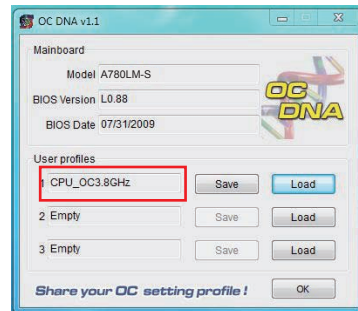 OC DNA v1.1
Mainboard
Model A780LM-S
BIOS Version L0.88
BIOS Date 07/31/2009
OC
DNA
User profiles
1 CPU_OC3.8GHz Save Load
2 Empty Save Load
3 Empty Save Load
Share your OC setting profile ! OK